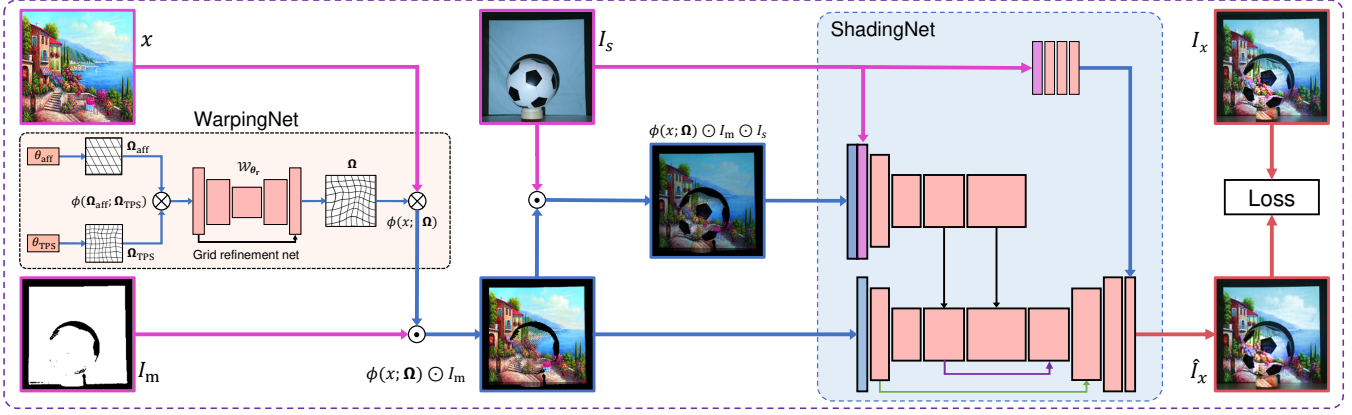 x
I_s
ShadingNet
I_x
WarpingNet
θ_aff
Ω_aff
𝒲_θr
Ω
ϕ(x; Ω) ⊙ I_m ⊙ I_s
ϕ(Ω_aff; Ω_TPS)
ϕ(x; Ω)
Loss
θ_TPS
Ω_TPS
Grid refinement net
I_m
ϕ(x; Ω) ⊙ I_m
Î_x